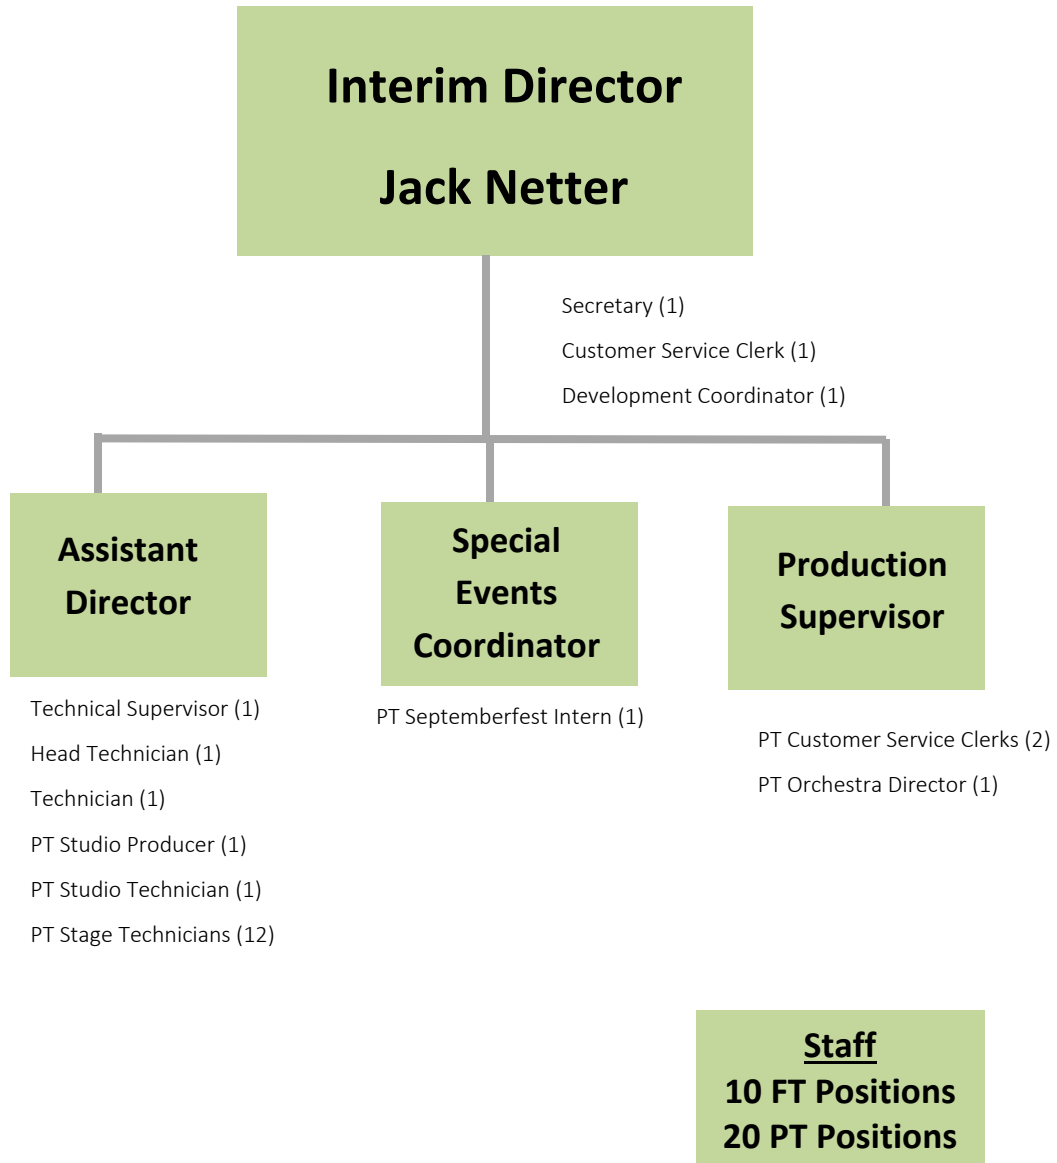 Interim Director
Jack Netter
Secretary (1)
Customer Service Clerk (1)
Development Coordinator (1)
Assistant
Director
Special
Events
Coordinator
Production
Supervisor
Technical Supervisor (1)
Head Technician (1)
Technician (1)
PT Studio Producer (1)
PT Studio Technician (1)
PT Stage Technicians (12)
PT Septemberfest Intern (1)
PT Customer Service Clerks (2)
PT Orchestra Director (1)
Staff
10 FT Positions
20 PT Positions